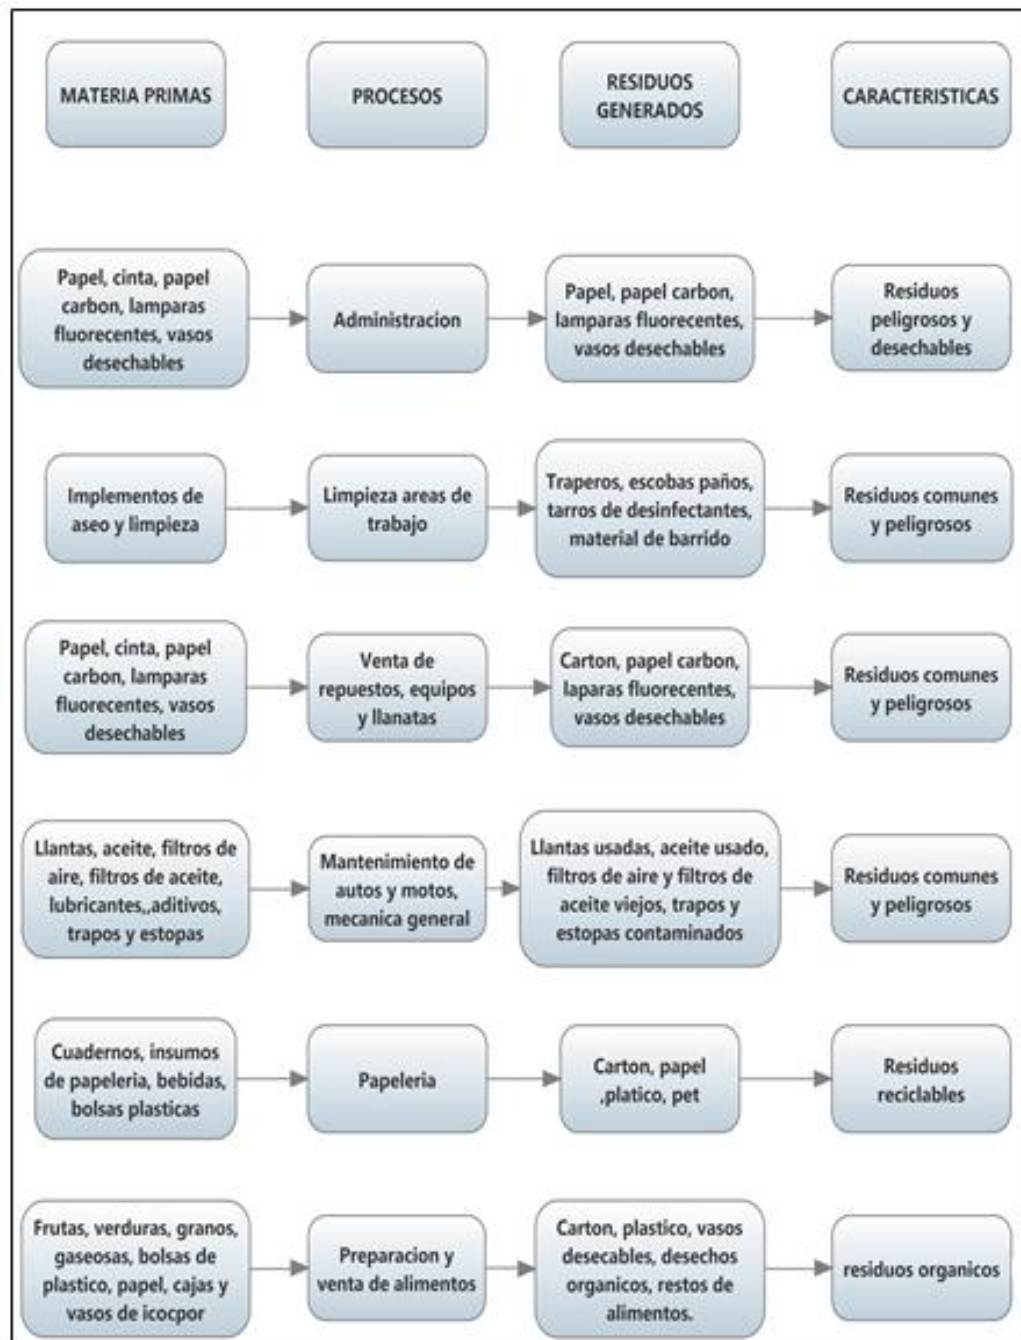 MATERIA PRIMAS
PROCESOS
RESIDUOS
GENERADOS
CARACTERISTICAS
Papel, cinta, papel
carbon, lamparas
fluorecentes, vasos
desechables
Administracion
Papel, papel carbon,
lamparas fluorecentes,
vasos desechables
Residuos
peligrosos y
desechables
Implementos de
aseo y limpieza
Limpieza areas de
trabajo
Traperos, escobas paños,
tarros de desinfectantes,
material de barrido
Residuos comunes
y peligrosos
Papel, cinta, papel
carbon, lamparas
fluorecentes, vasos
desechables
Venta de
repuestos, equipos
y llanatas
Carton, papel carbon,
laparas fluorecentes,
vasos desechables
Residuos comunes
y peligrosos
Llantas, aceite, filtros de
aire, filtros de aceite,
lubricantes,,aditivos,
trapos y estopas
Mantenimiento de
autos y motos,
mecanica general
Llantas usadas, aceite usado,
filtros de aire y filtros de
aceite viejos, trapos y
estopas contaminados
Residuos comunes
y peligrosos
Cuadernos, insumos
de papeleria, bebidas,
bolsas plasticas
Papeleria
Carton, papel
,platico, pet
Residuos
reciclables
Frutas, verduras, granos,
gaseosas, bolsas de
plastico, papel, cajas y
vasos de icocpor
Preparacion y
venta de alimentos
Carton, plastico, vasos
desecables, desechos
organicos, restos de
alimentos.
residuos organicos